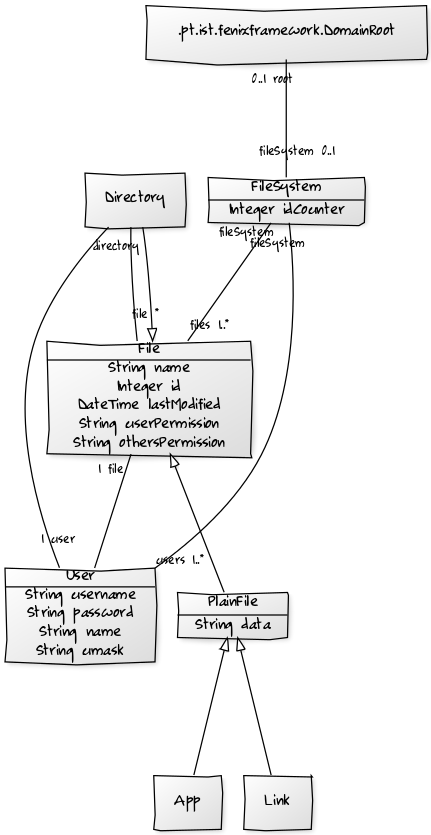 .pt.ist.fenixframework.DomainRoot
0..1 root
fileSystem 0..1
Directory
FileSystem
Integer idCounter
directory
fileSystem
fileSystem
file *
files 1..*
File
String name
Integer id
DateTime lastModified
String userPermission
String othersPermission
1 file
1 user
users 1..*
User
String username
String password
String name
String umask
PlainFile
String data
App
Link